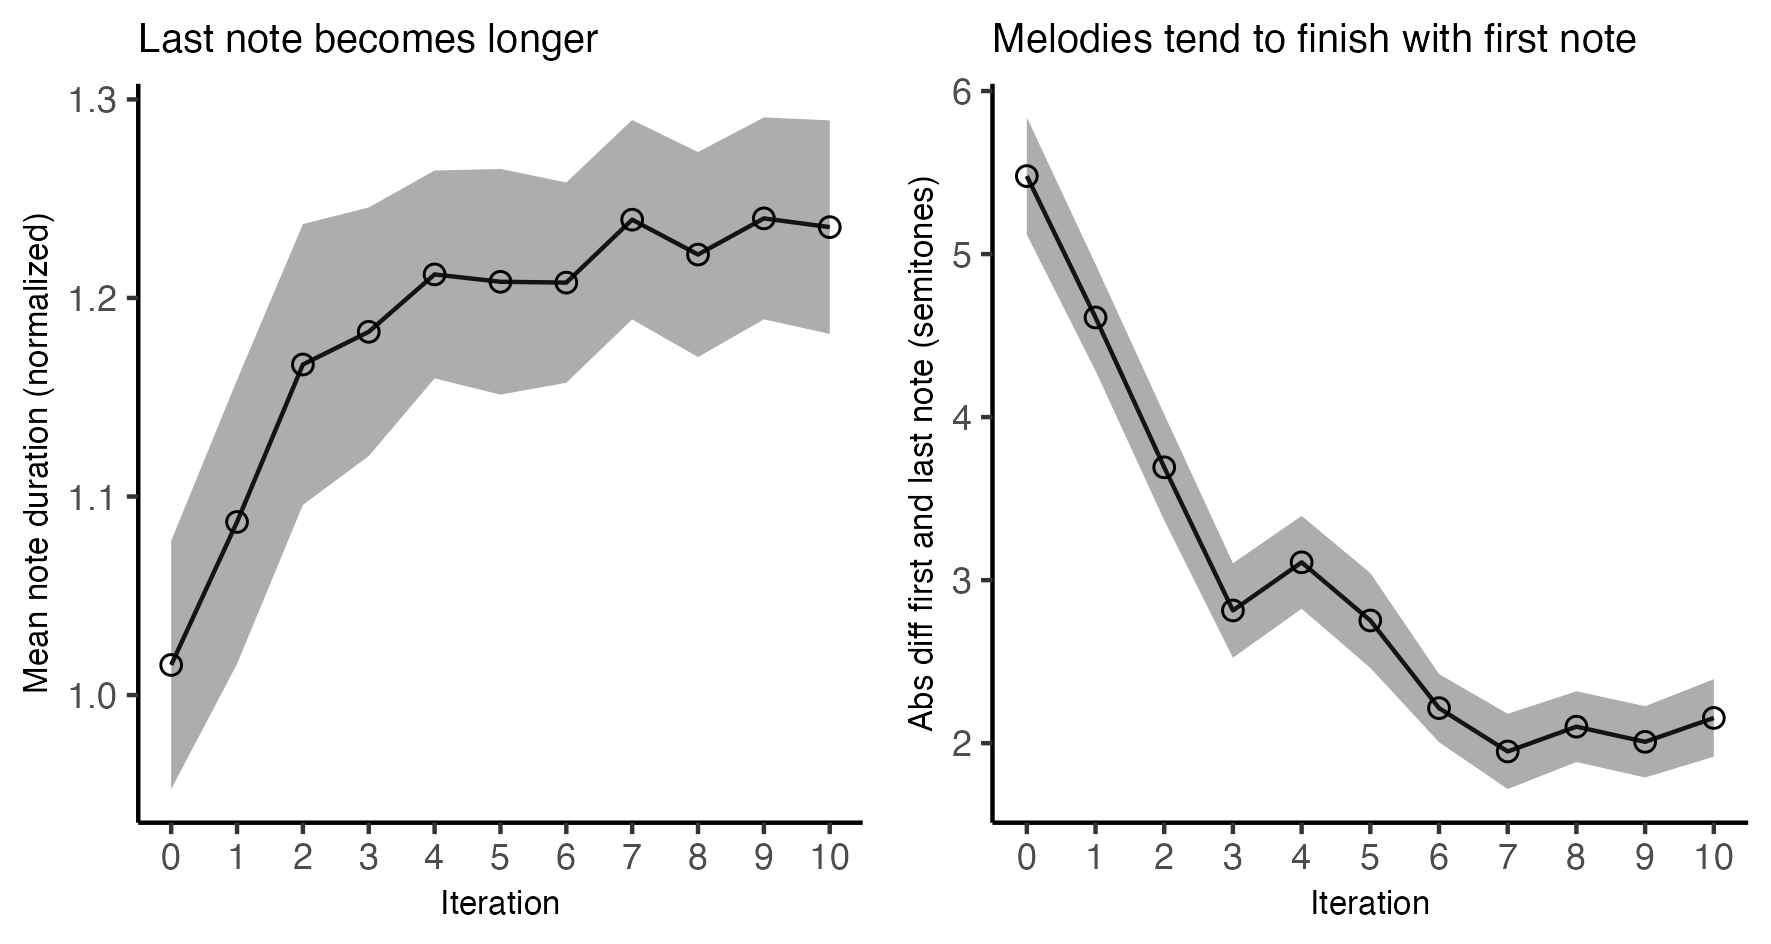 Last note becomes longer
Mean note duration (normalized)
1.3
1.2
1.1
1.0
0 1 2 3 4 5 6 7 8 9 10
Iteration
Melodies tend to finish with first note
Abs diff first and last note (semitones)
6
5
4
3
2
0 1 2 3 4 5 6 7 8 9 10
Iteration